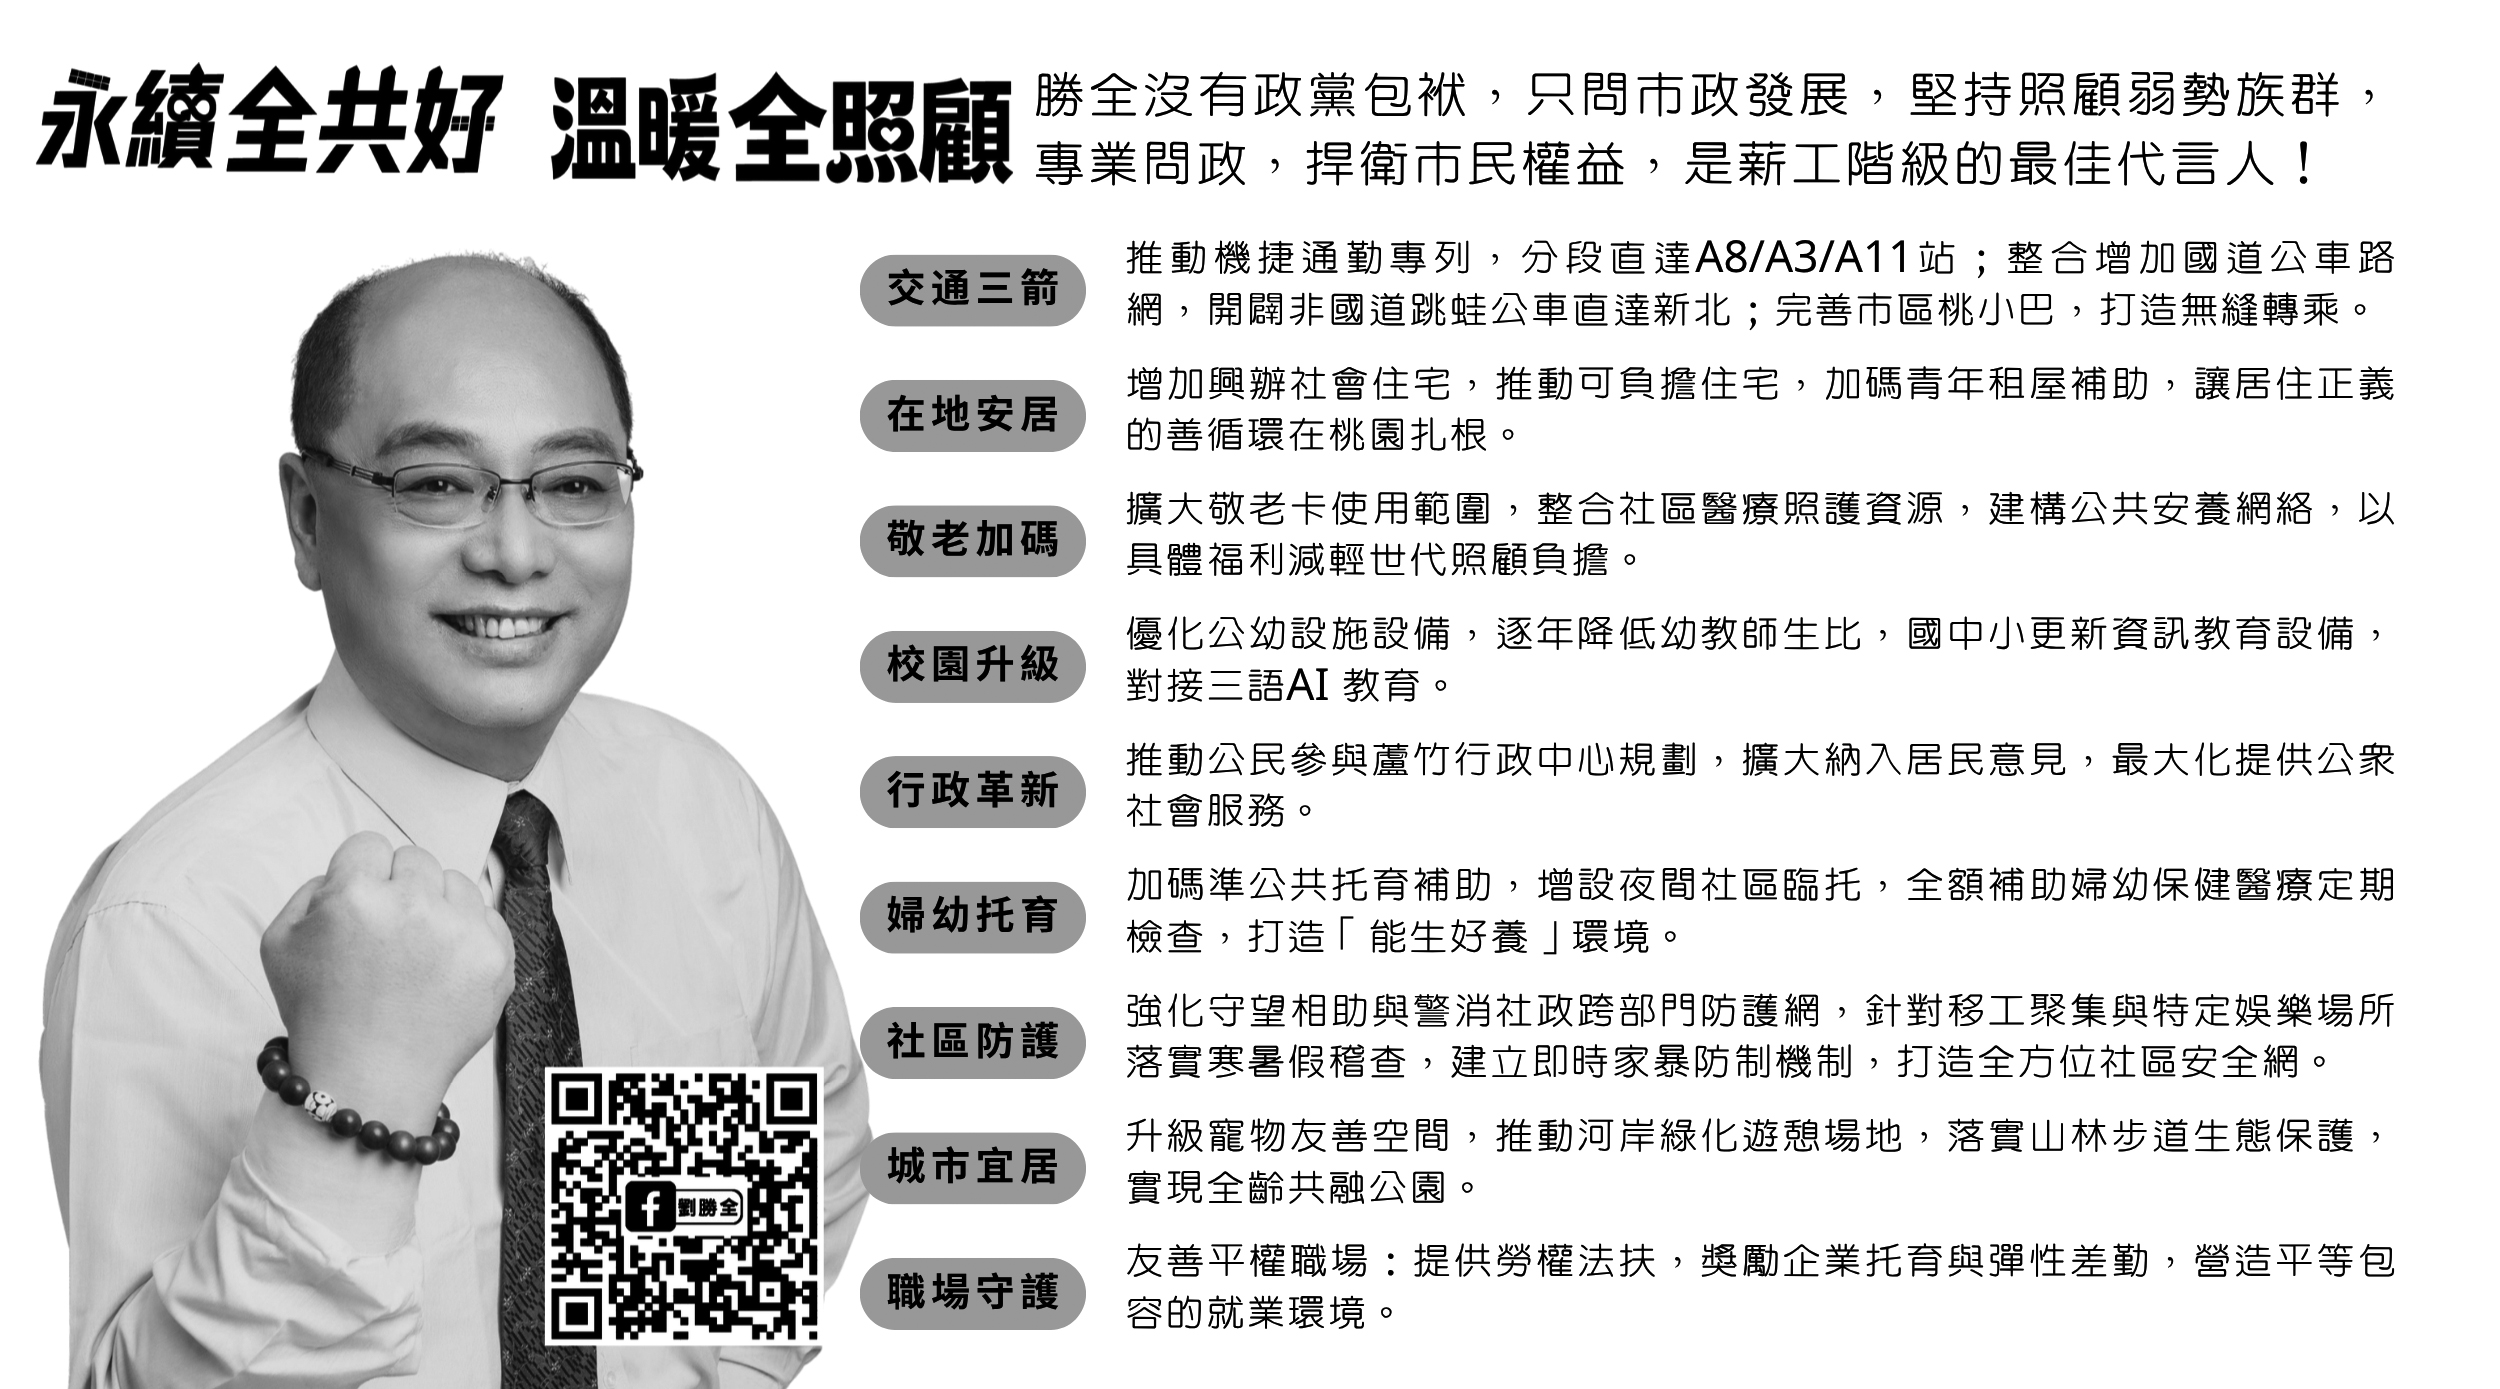 永續全共好 溫暖全照顧
勝全沒有政黨包袱，只問市政發展，堅持照顧弱勢族群，
專業問政，捍衛市民權益，是薪工階級的最佳代言人！
交通三箭
推動機捷通勤專列，分段直達A8/A3/A11站；整合增加國道公車路
網，開闢非國道跳蛙公車直達新北；完善市區桃小巴，打造無縫轉乘。
在地安居
增加興辦社會住宅，推動可負擔住宅，加碼青年租屋補助，讓居住正義
的善循環在桃園扎根。
敬老加碼
擴大敬老卡使用範圍，整合社區醫療照護資源，建構公共安養網絡，以
具體福利減輕世代照顧負擔。
校園升級
優化公幼設施設備，逐年降低幼教師生比，國中小更新資訊教育設備，
對接三語AI 教育。
行政革新
推動公民參與蘆竹行政中心規劃，擴大納入居民意見，最大化提供公眾
社會服務。
婦幼托育
加碼準公共托育補助，增設夜間社區臨托，全額補助婦幼保健醫療定期
檢查，打造「能生好養」環境。
社區防護
強化守望相助與警消社政跨部門防護網，針對移工聚集與特定娛樂場所
落實寒暑假稽查，建立即時家暴防制機制，打造全方位社區安全網。
城市宜居
升級寵物友善空間，推動河岸綠化遊憩場地，落實山林步道生態保護，
實現全齡共融公園。
職場守護
友善平權職場：提供勞權法扶，獎勵企業托育與彈性差勤，營造平等包
容的就業環境。
劉勝全